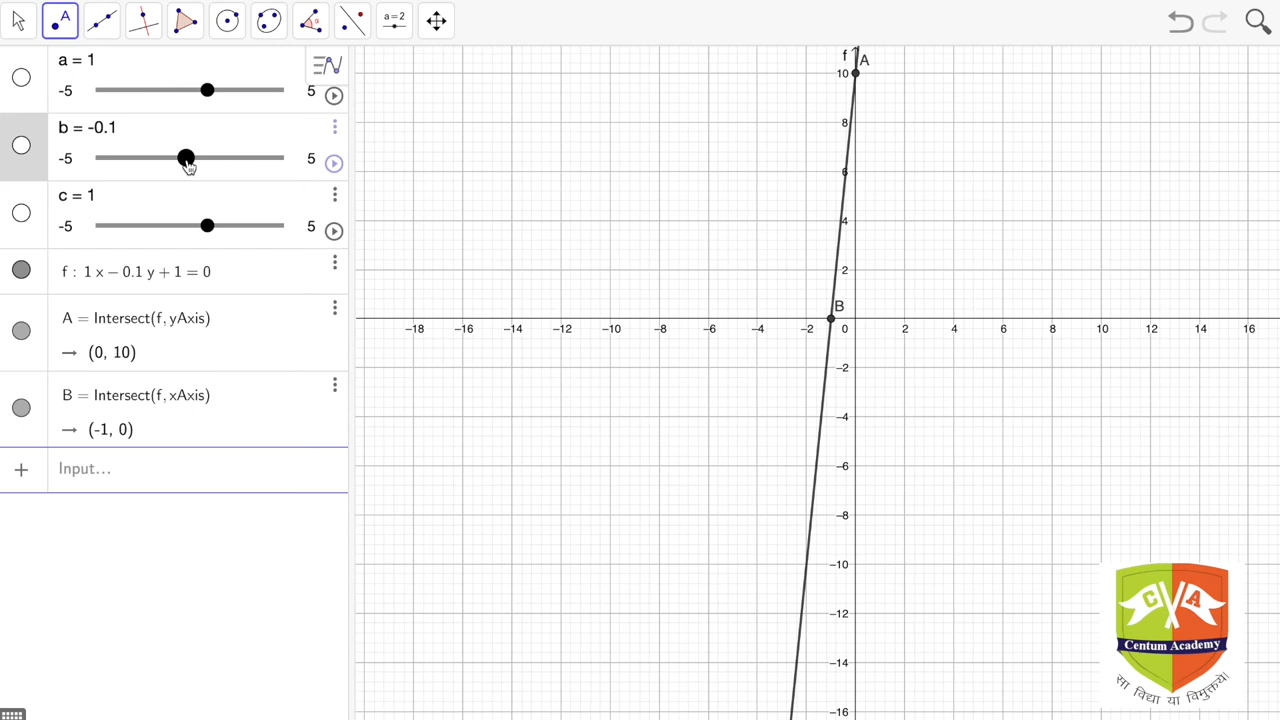 A
α
a = 2
a = 1
-5
5
b = -0.1
-5
5
c = 1
-5
5
f : 1 x − 0.1 y + 1 = 0
A = Intersect(f, yAxis)
→ (0, 10)
B = Intersect(f, xAxis)
→ (-1, 0)
+ Input...
f
A
B
10
8
6
4
2
−18 −16 −14 −12 −10 −8 −6 −4 −2 0 2 4 6 8 10 12 14 16
−2
−4
−6
−8
−10
−12
−14
−16
C A
Centum Academy
सा विद्या या विमुक्तये।